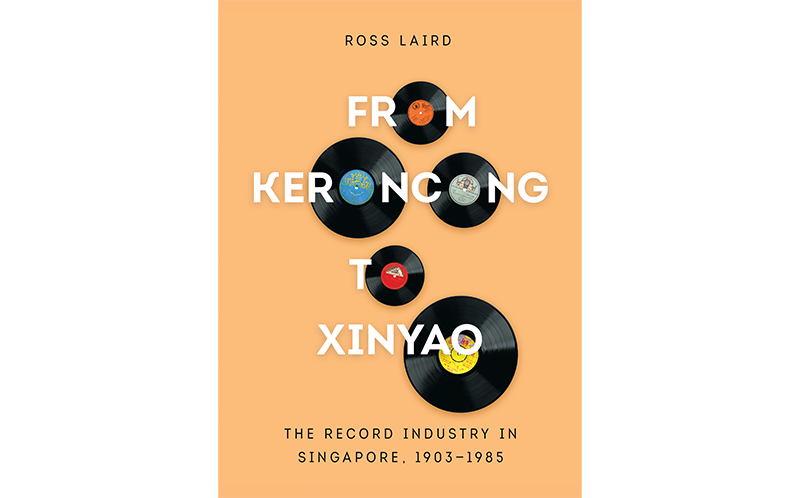 ROSS LAIRD
FROM
KERONCONG
TO
XINYAO
THE RECORD INDUSTRY IN
SINGAPORE, 1903–1985